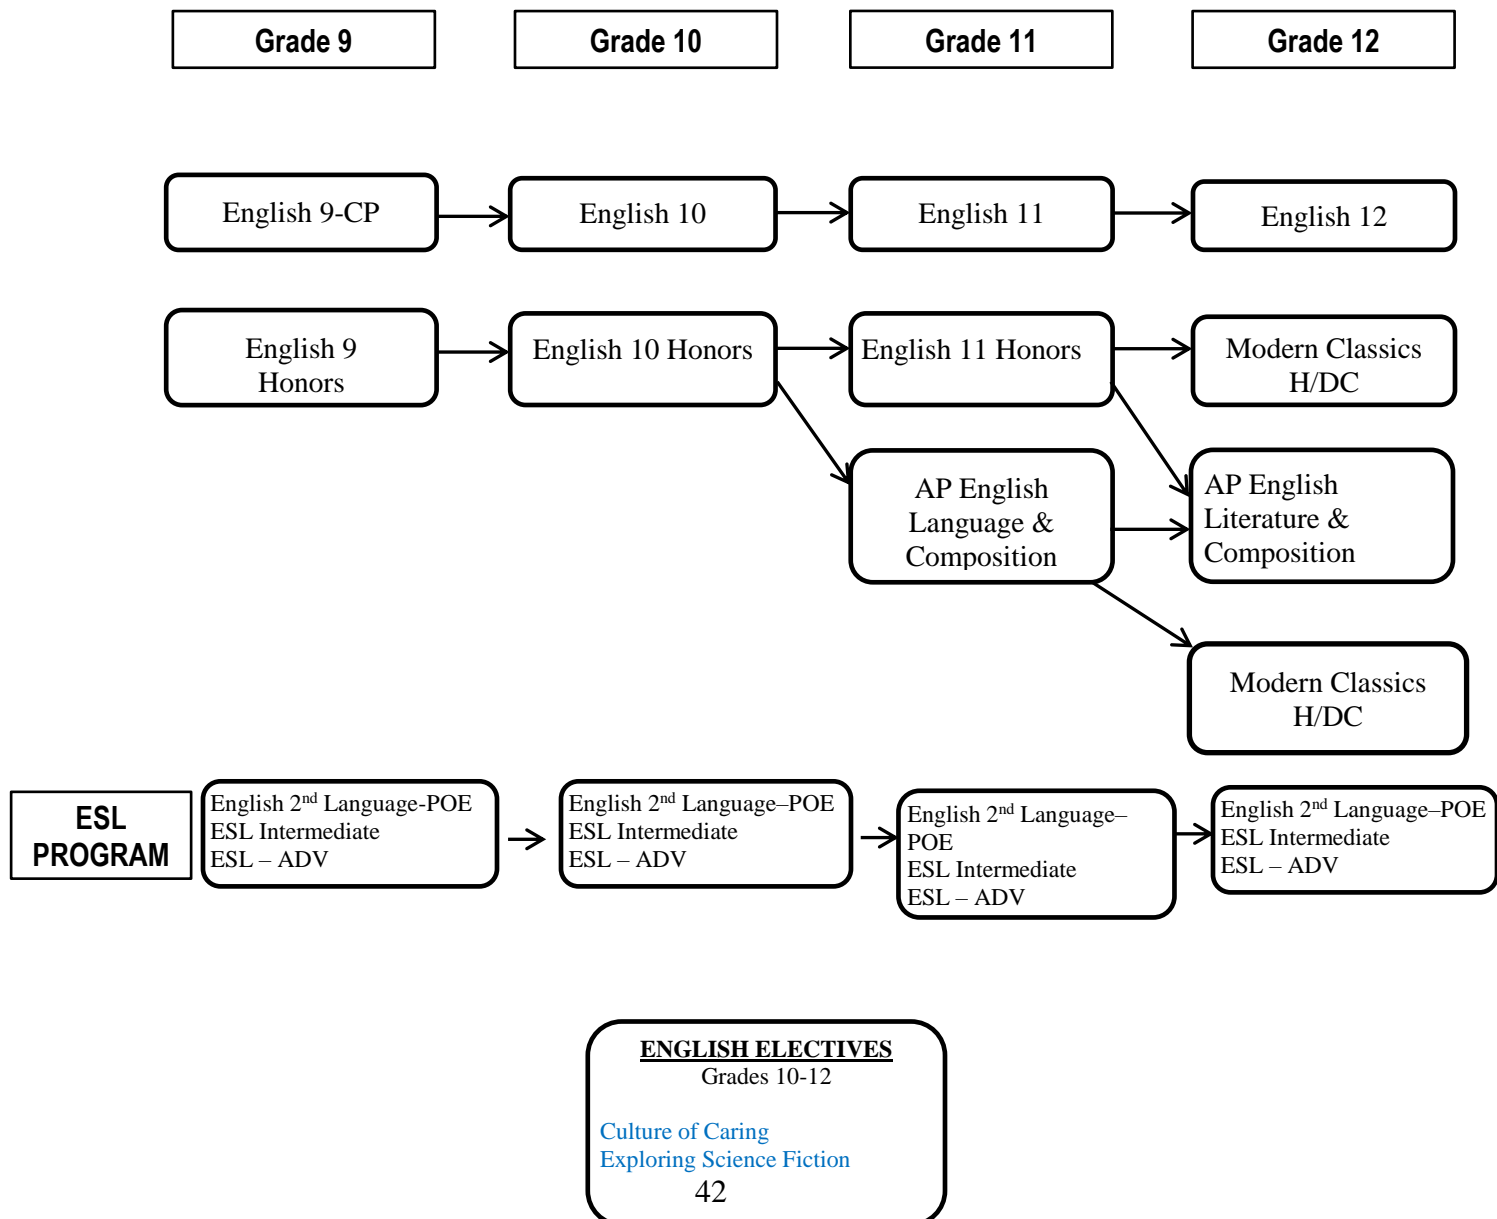 Grade 9
Grade 10
Grade 11
Grade 12
English 9-CP
English 10
English 11
English 12
English 9
Honors
English 10 Honors
English 11 Honors
Modern Classics
H/DC
AP English
Language &
Composition
AP English
Literature &
Composition
Modern Classics
H/DC
ESL
PROGRAM
English 2nd Language-POE
ESL Intermediate
ESL – ADV
English 2nd Language–POE
ESL Intermediate
ESL – ADV
English 2nd Language–
POE
ESL Intermediate
ESL – ADV
English 2nd Language–POE
ESL Intermediate
ESL – ADV
ENGLISH ELECTIVES
Grades 10-12
Culture of Caring
Exploring Science Fiction
42